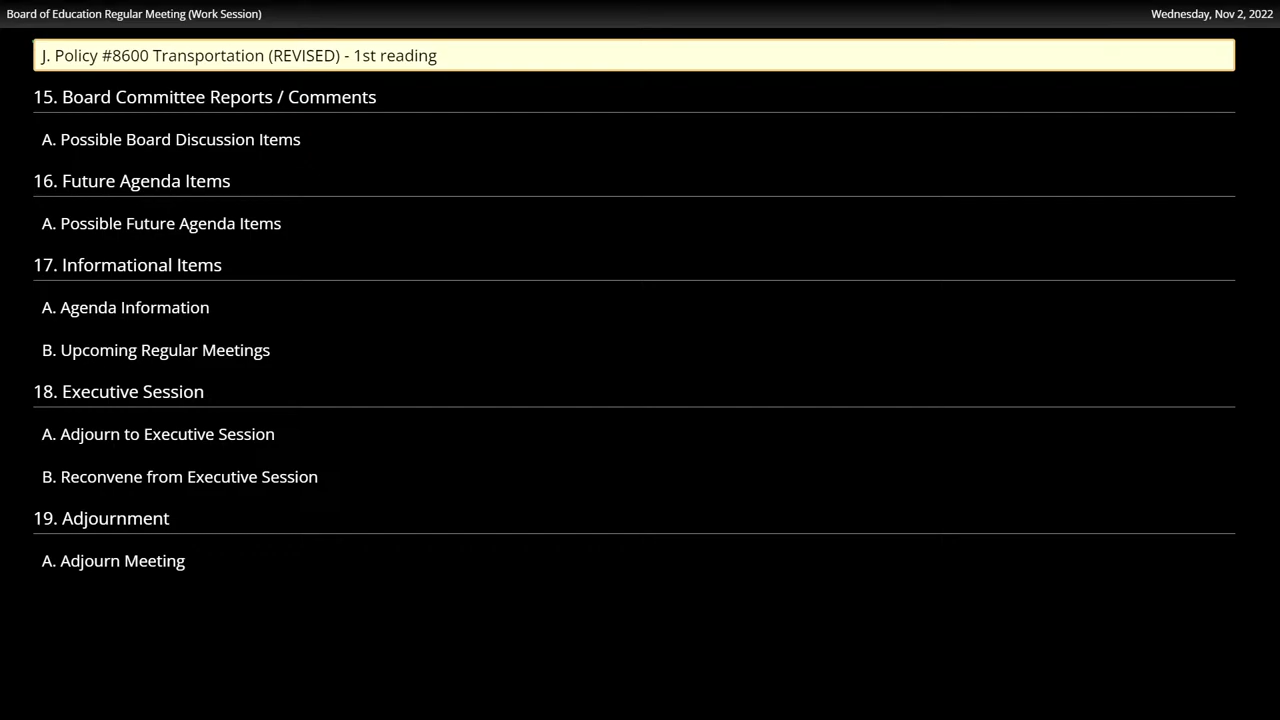 Board of Education Regular Meeting (Work Session)
Wednesday, Nov 2, 2022
J. Policy #8600 Transportation (REVISED) - 1st reading
15. Board Committee Reports / Comments
A. Possible Board Discussion Items
16. Future Agenda Items
A. Possible Future Agenda Items
17. Informational Items
A. Agenda Information
B. Upcoming Regular Meetings
18. Executive Session
A. Adjourn to Executive Session
B. Reconvene from Executive Session
19. Adjournment
A. Adjourn Meeting